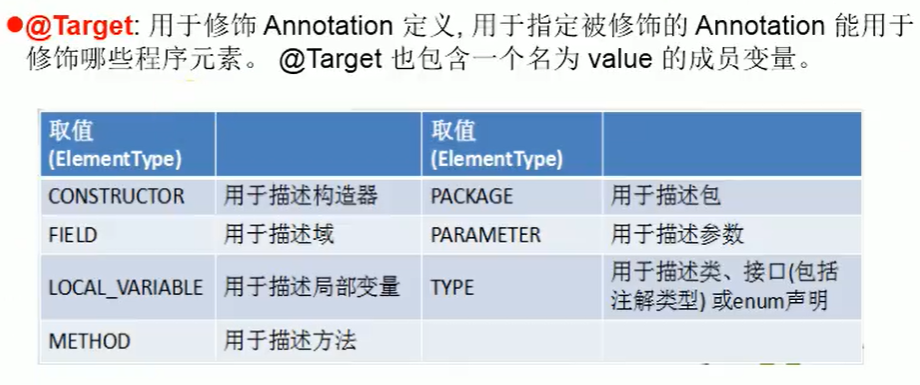 ●@Target: 用于修饰 Annotation 定义, 用于指定被修饰的 Annotation 能用于
修饰哪些程序元素。 @Target 也包含一个名为 value 的成员变量。
取值 (ElementType) 取值 (ElementType)
CONSTRUCTOR 用于描述构造器 PACKAGE 用于描述包
FIELD 用于描述域 PARAMETER 用于描述参数
LOCAL_VARIABLE 用于描述局部变量 TYPE 用于描述类、接口(包括
注解类型) 或enum声明
METHOD 用于描述方法